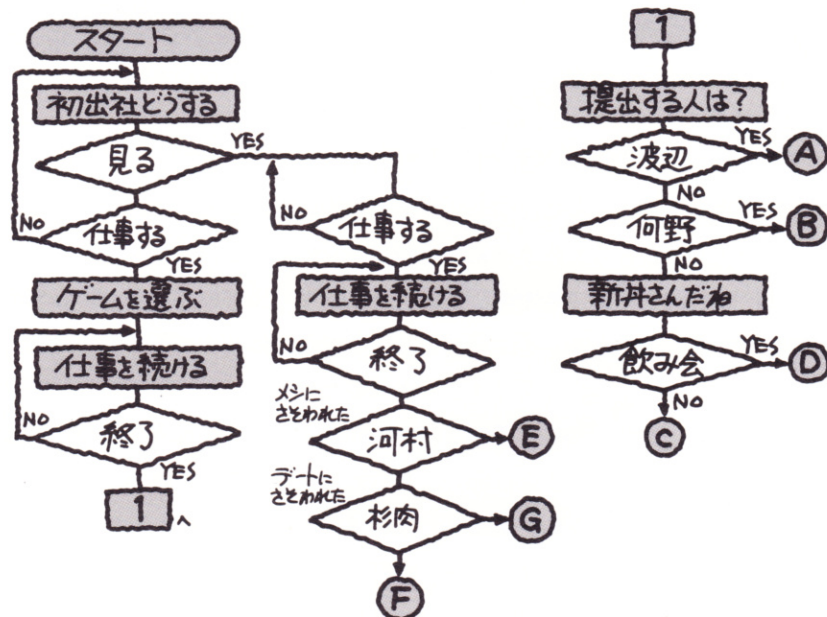 スタート
初出社どうする
見る
YES
仕事する
NO
YES
ゲームを選ぶ
仕事を続ける
NO
終了
YES
1
へ
仕事する
NO
YES
仕事を続ける
NO
終了
メシに
さそわれた
河村
E
デートに
さそわれた
杉肉
G
F
1
提出する人は?
波辺
YES
A
NO
何野
YES
B
NO
新丼さんだね
飲み会
YES
D
NO
C